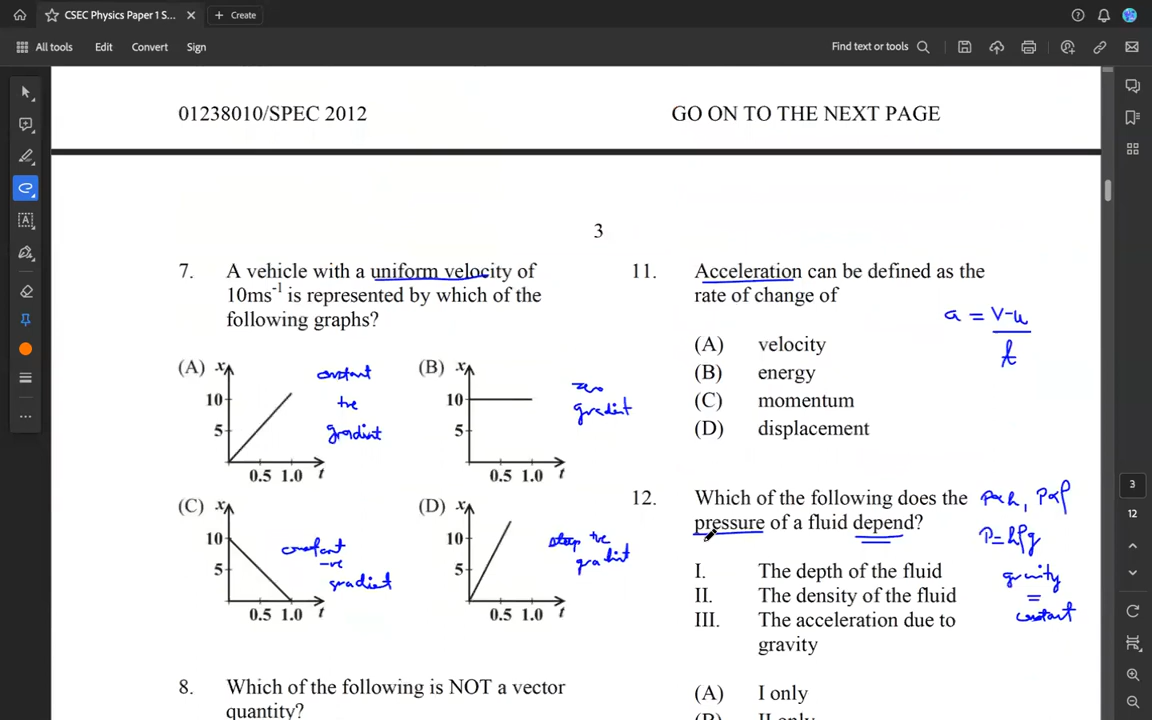 CSEC Physics Paper 1 S...
Create
All tools
Edit
Convert
Sign
Find text or tools
01238010/SPEC 2012
GO ON TO THE NEXT PAGE
3
7. A vehicle with a uniform velocity of
10ms⁻¹ is represented by which of the
following graphs?
(A) x
10
5
0.5 1.0 t
constant
+ve
gradient
(B) x
10
5
0.5 1.0 t
zero
gradient
(C) x
10
5
0.5 1.0 t
constant
-ve
gradient
(D) x
10
5
0.5 1.0 t
steep +ve
gradient
8. Which of the following is NOT a vector
quantity?
11. Acceleration can be defined as the
rate of change of
a = v-u
t
(A) velocity
(B) energy
(C) momentum
(D) displacement
12. Which of the following does the
pressure of a fluid depend?
P∝h, P∝ρ
P=hρg
gravity
=
constant
I. The depth of the fluid
II. The density of the fluid
III. The acceleration due to
gravity
(A) I only
II only
3
12